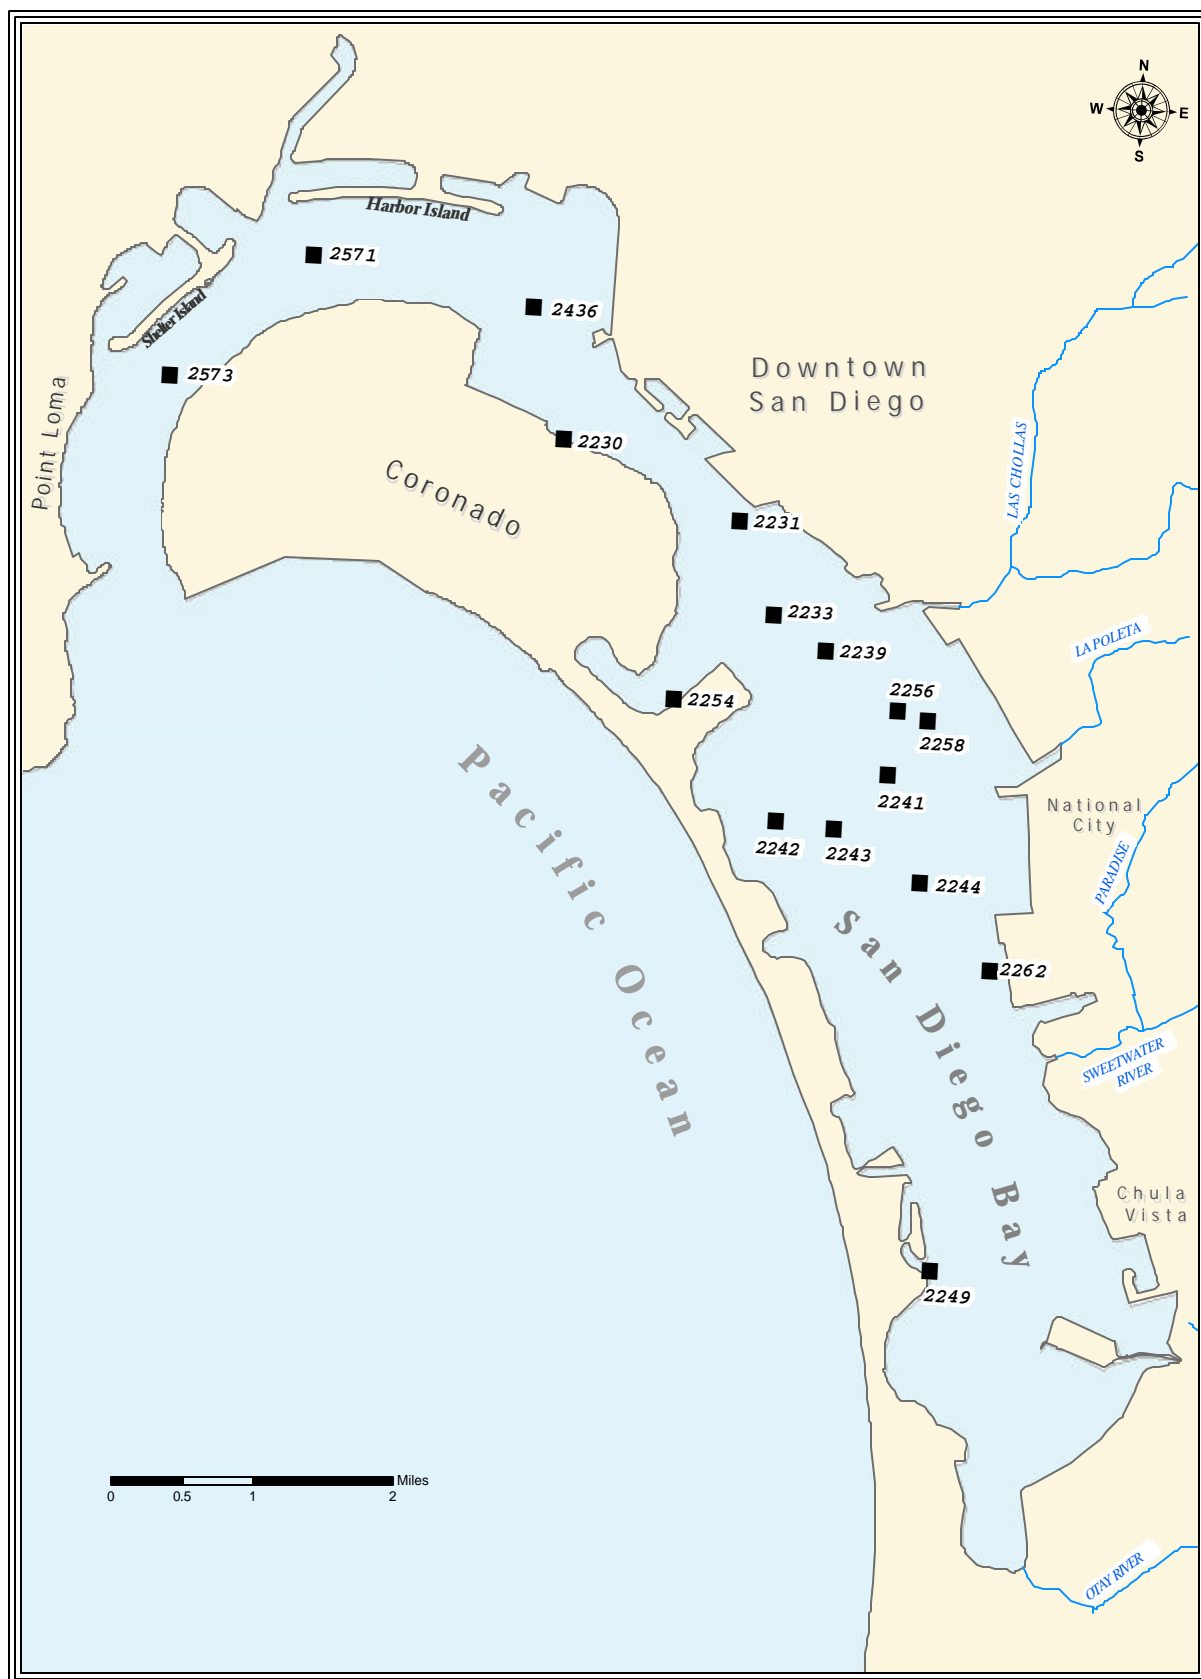 N
W
E
S
Harbor Island
2571
Shelter Island
2436
Downtown
San Diego
2573
Point Loma
2230
Coronado
LAS CHOLLAS
2231
2233
LA POLETA
2239
2254
2256
2258
2241
National
City
Pacific Ocean
2242
2243
PARADISE
2244
San Diego Bay
2262
SWEETWATER
RIVER
Chula
Vista
2249
Miles
0 0.5 1 2
OTAY RIVER